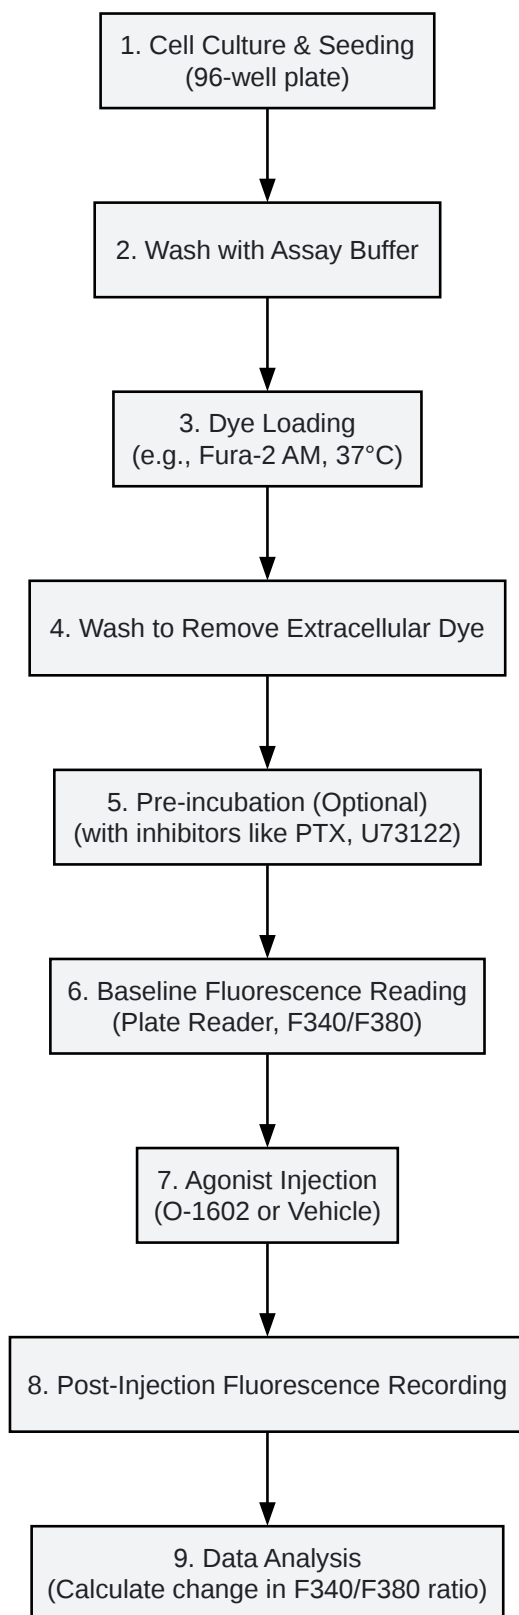 1. Cell Culture & Seeding
(96-well plate)
2. Wash with Assay Buffer
3. Dye Loading
(e.g., Fura-2 AM, 37°C)
4. Wash to Remove Extracellular Dye
5. Pre-incubation (Optional)
(with inhibitors like PTX, U73122)
6. Baseline Fluorescence Reading
(Plate Reader, F340/F380)
7. Agonist Injection
(O-1602 or Vehicle)
8. Post-Injection Fluorescence Recording
9. Data Analysis
(Calculate change in F340/F380 ratio)